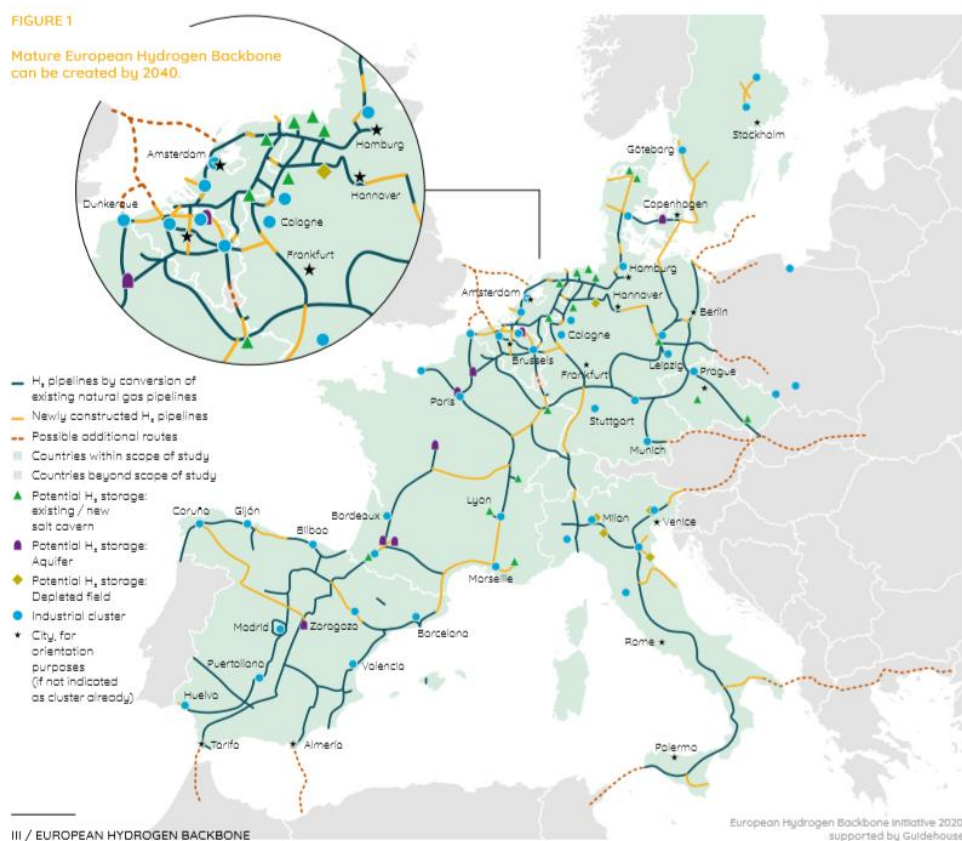 FIGURE 1
Mature European Hydrogen Backbone
can be created by 2040.
Amsterdam
Hamburg
Hannover
Dunkerque
Cologne
Frankfurt
H₂ pipelines by conversion of
existing natural gas pipelines
Newly constructed H₂ pipelines
Possible additional routes
Countries within scope of study
Countries beyond scope of study
Potential H₂ storage:
existing / new
salt cavern
Potential H₂ storage:
Aquifer
Potential H₂ storage:
Depleted field
Industrial cluster
City, for
orientation
purposes
(if not indicated
as cluster already)
Stockholm
Göteborg
Copenhagen
Hamburg
Amsterdam
Hannover
Berlin
Cologne
Brussels
Leipzig
Frankfurt
Prague
Paris
Stuttgart
Munich
Lyon
Milan
Venice
Coruña
Gijón
Bilbao
Bordeaux
Marseille
Madrid
Zaragoza
Barcelona
Rome
Puertollano
Valencia
Huelva
Tarifa
Almería
Palermo
III / EUROPEAN HYDROGEN BACKBONE
European Hydrogen Backbone Initiative 2020,
supported by Guidehouse